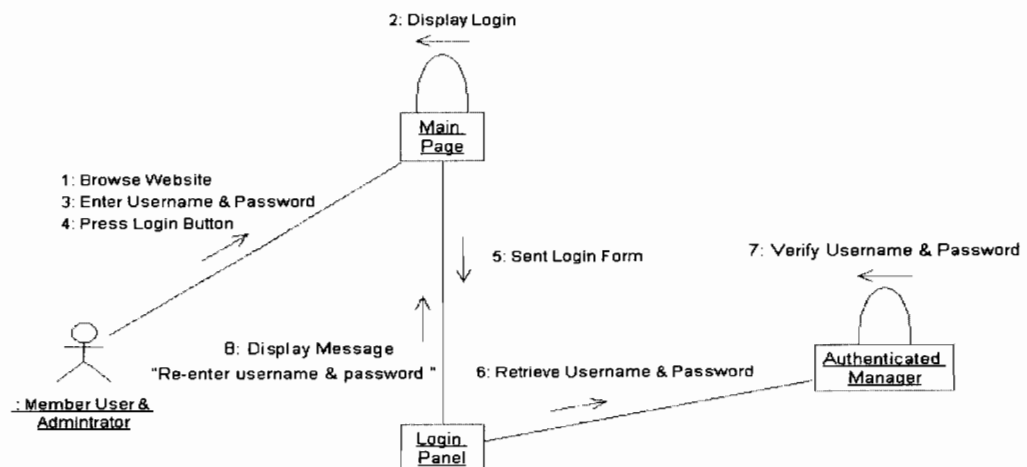 2: Display Login
Main
Page
1: Browse Website
3: Enter Username & Password
4: Press Login Button
5: Sent Login Form
7: Verify Username & Password
8: Display Message
"Re-enter username & password "
6: Retrieve Username & Password
Authenticated
Manager
: Member User &
Admintrator
Login
Panel